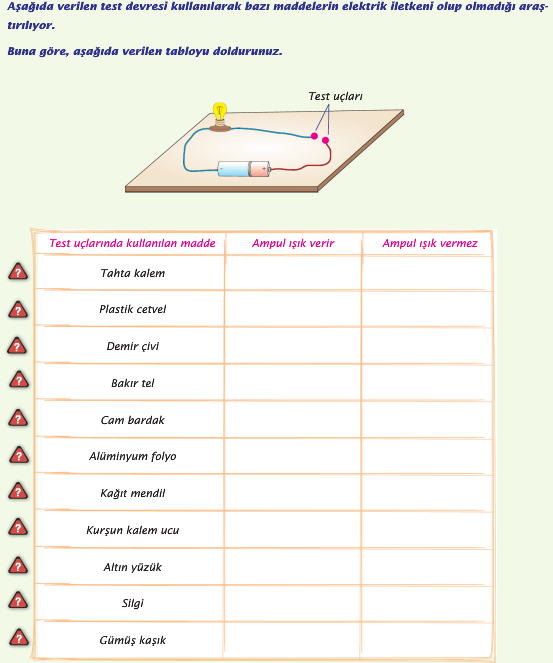 Aşağıda verilen test devresi kullanılarak bazı maddelerin elektrik iletkeni olup olmadığı araş-
tırılıyor.
Buna göre, aşağıda verilen tabloyu doldurunuz.
Test uçları
- +
Test uçlarında kullanılan madde Ampul ışık verir Ampul ışık vermez
? Tahta kalem
? Plastik cetvel
? Demir çivi
? Bakır tel
? Cam bardak
? Alüminyum folyo
? Kağıt mendil
? Kurşun kalem ucu
? Altın yüzük
? Silgi
? Gümüş kaşık